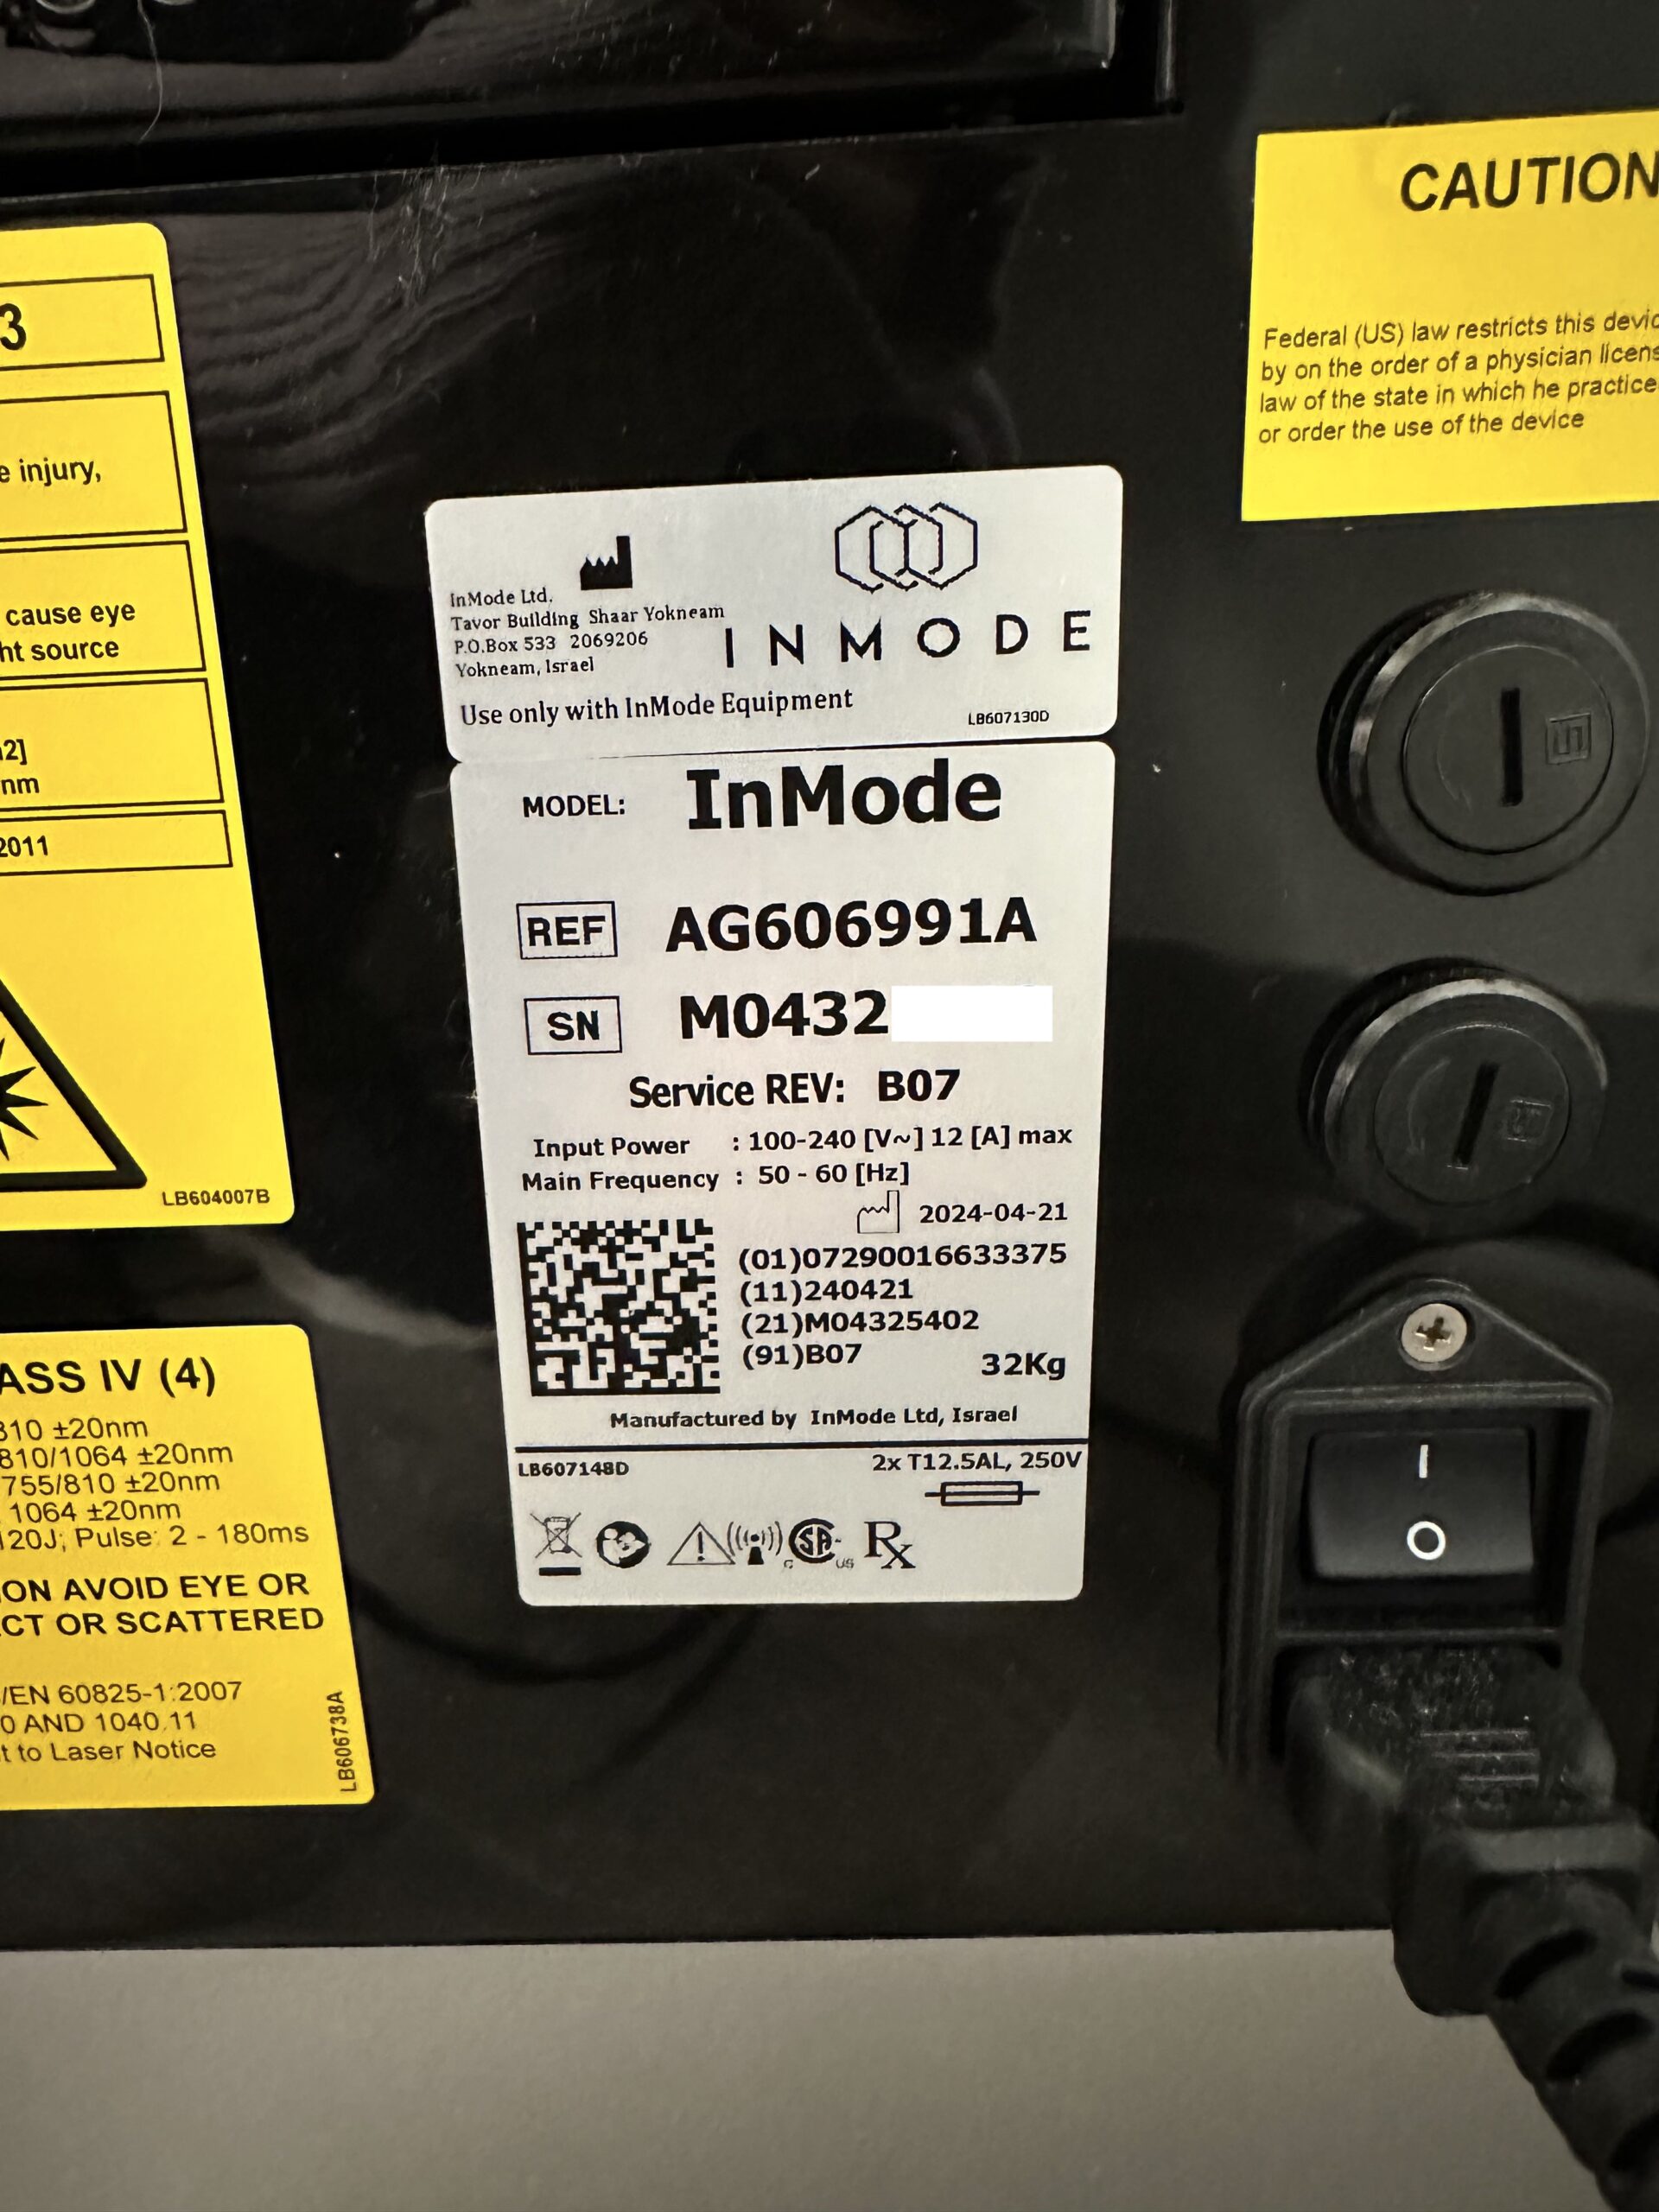 3
e injury,
cause eye
ht source
2]
nm
2011
LB604007B
ASS IV (4)
810 ±20nm
810/1064 ±20nm
755/810 ±20nm
1064 ±20nm
120J; Pulse: 2 - 180ms
ON AVOID EYE OR
CT OR SCATTERED
/EN 60825-1:2007
0 AND 1040.11
t to Laser Notice
LB606738A
InMode Ltd.
Tavor Building Shaar Yokneam
P.O.Box 533 2069206
Yokneam, Israel
INMODE
Use only with InMode Equipment
LB607130D
MODEL: InMode
REF AG606991A
SN M0432
Service REV: B07
Input Power : 100-240 [V~] 12 [A] max
Main Frequency : 50 - 60 [Hz]
2024-04-21
(01)07290016633375
(11)240421
(21)M04325402
(91)B07
32Kg
Manufactured by InMode Ltd, Israel
LB607148D
2x T12.5AL, 250V
C SA US
Rx
CAUTION
Federal (US) law restricts this devic
by on the order of a physician licens
law of the state in which he practice
or order the use of the device
I
O